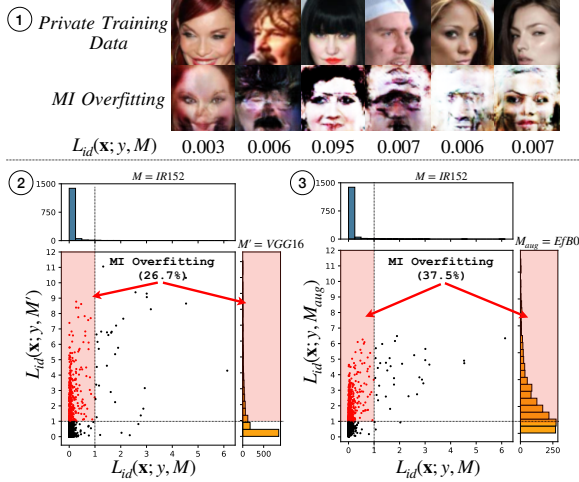 1
Private Training
Data
MI Overfitting
L_id(x; y, M) 0.003 0.006 0.095 0.007 0.006 0.007
2
M = IR152
1500
750
0
M' = VGG16
MI Overfitting
(26.7%)
12
11
10
9
8
7
6
5
4
3
2
1
0
L_id(x; y, M')
0 1 2 3 4 5 6
L_id(x; y, M)
0 500
3
M = IR152
1500
750
0
M_aug = EfB0
MI Overfitting
(37.5%)
12
11
10
9
8
7
6
5
4
3
2
1
0
L_id(x; y, M_aug)
0 1 2 3 4 5 6
L_id(x; y, M)
0 250